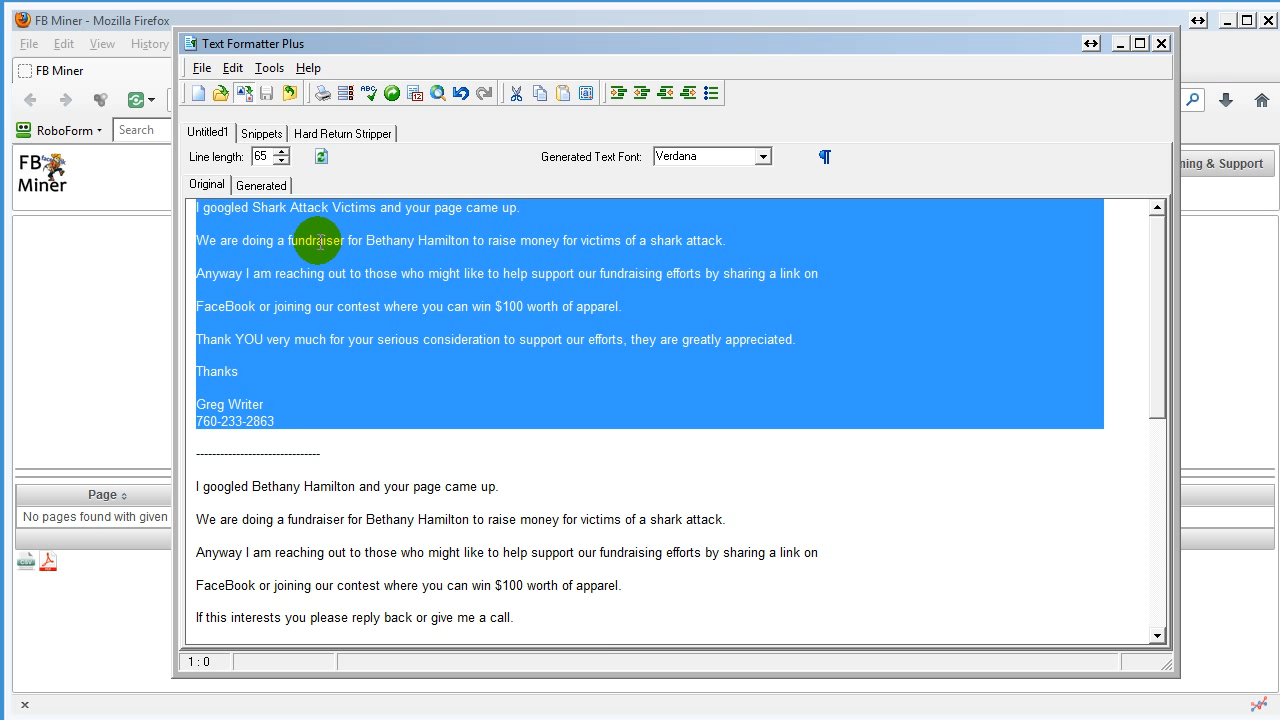 FB Miner - Mozilla Firefox
File Edit View History
FB Miner
RoboForm
Search
FB
Miner
ning & Support
Page
No pages found with given
CSV
PDF
Text Formatter Plus
File Edit Tools Help
ABC
Untitled1 Snippets Hard Return Stripper
Line length: 65 Generated Text Font: Verdana
Original Generated
I googled Shark Attack Victims and your page came up.
We are doing a fundraiser for Bethany Hamilton to raise money for victims of a shark attack.
Anyway I am reaching out to those who might like to help support our fundraising efforts by sharing a link on
FaceBook or joining our contest where you can win $100 worth of apparel.
Thank YOU very much for your serious consideration to support our efforts, they are greatly appreciated.
Thanks
Greg Writer
760-233-2863
-------------------------------
I googled Bethany Hamilton and your page came up.
We are doing a fundraiser for Bethany Hamilton to raise money for victims of a shark attack.
Anyway I am reaching out to those who might like to help support our fundraising efforts by sharing a link on
FaceBook or joining our contest where you can win $100 worth of apparel.
If this interests you please reply back or give me a call.
1 : 0